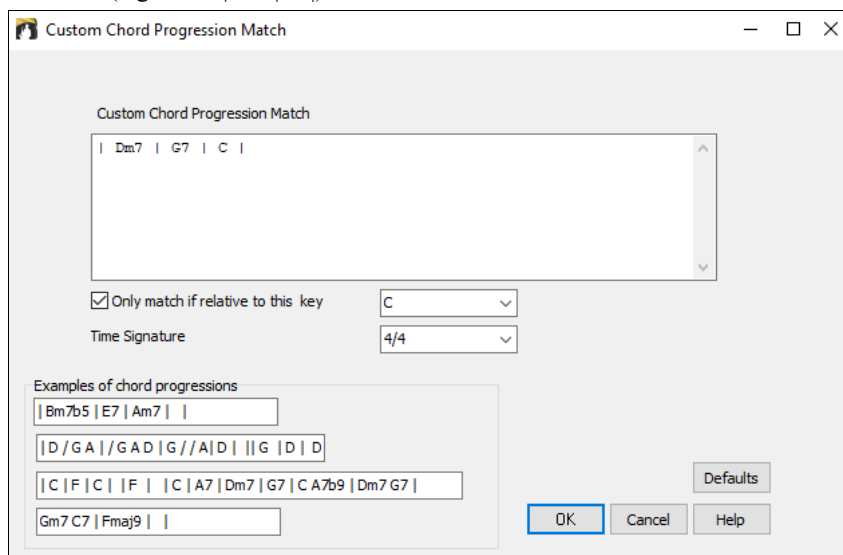 Custom Chord Progression Match
Custom Chord Progression Match
| Dm7 | G7 | C |
Only match if relative to this key
C
Time Signature
4/4
Examples of chord progressions
| Bm7b5 | E7 | Am7 | |
| D / G A | / G A D | G / / A| D | || G | D | D
| C | F | C | | F | | C | A7 | Dm7 | G7 | C A7b9 | Dm7 G7 |
Gm7 C7 | Fmaj9 | |
Defaults
OK
Cancel
Help